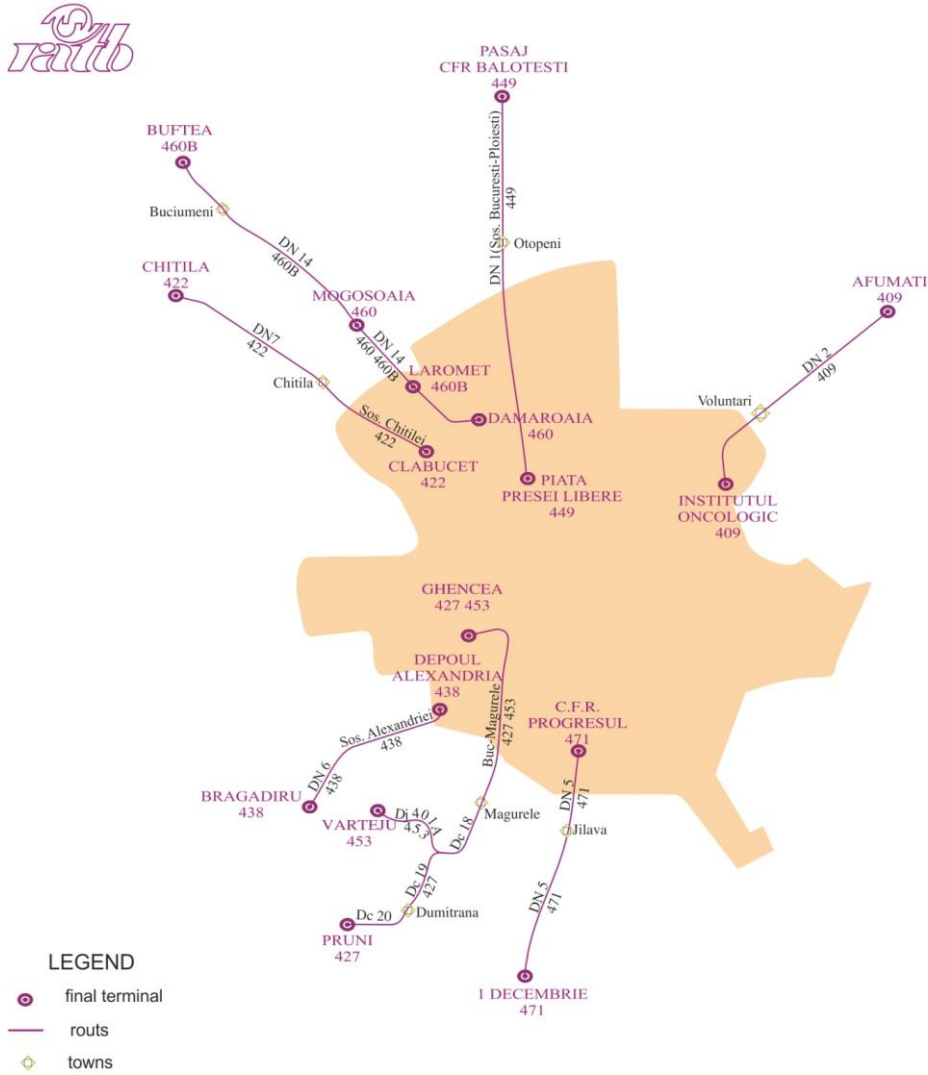 ratb
PASAJ
CFR BALOTESTI
449
BUFTEA
460B
Buciumeni
DN 14
460B
DN 1(Sos. Bucuresti-Ploiesti)
449
Otopeni
CHITILA
422
MOGOSOAIA
460
AFUMATI
409
DN7
422
DN 14
460 460B
DN 2
409
Chitila
LAROMET
460B
Voluntari
Sos. Chitilei
422
DAMAROAIA
460
CLABUCET
422
PIATA
PRESEI LIBERE
449
INSTITUTUL
ONCOLOGIC
409
GHENCEA
427 453
DEPOUL
ALEXANDRIA
438
Buc-Magurele
427 453
C.F.R.
PROGRESUL
471
Sos. Alexandriei
438
DN 6
438
BRAGADIRU
438
VARTEJU
453
Dj 401A
453
Magurele
Dc 18
DN 5
471
Jilava
Dc 19
427
DN 5
471
Dc 20
Dumitrana
PRUNI
427
1 DECEMBRIE
471
LEGEND
final terminal
routs
towns